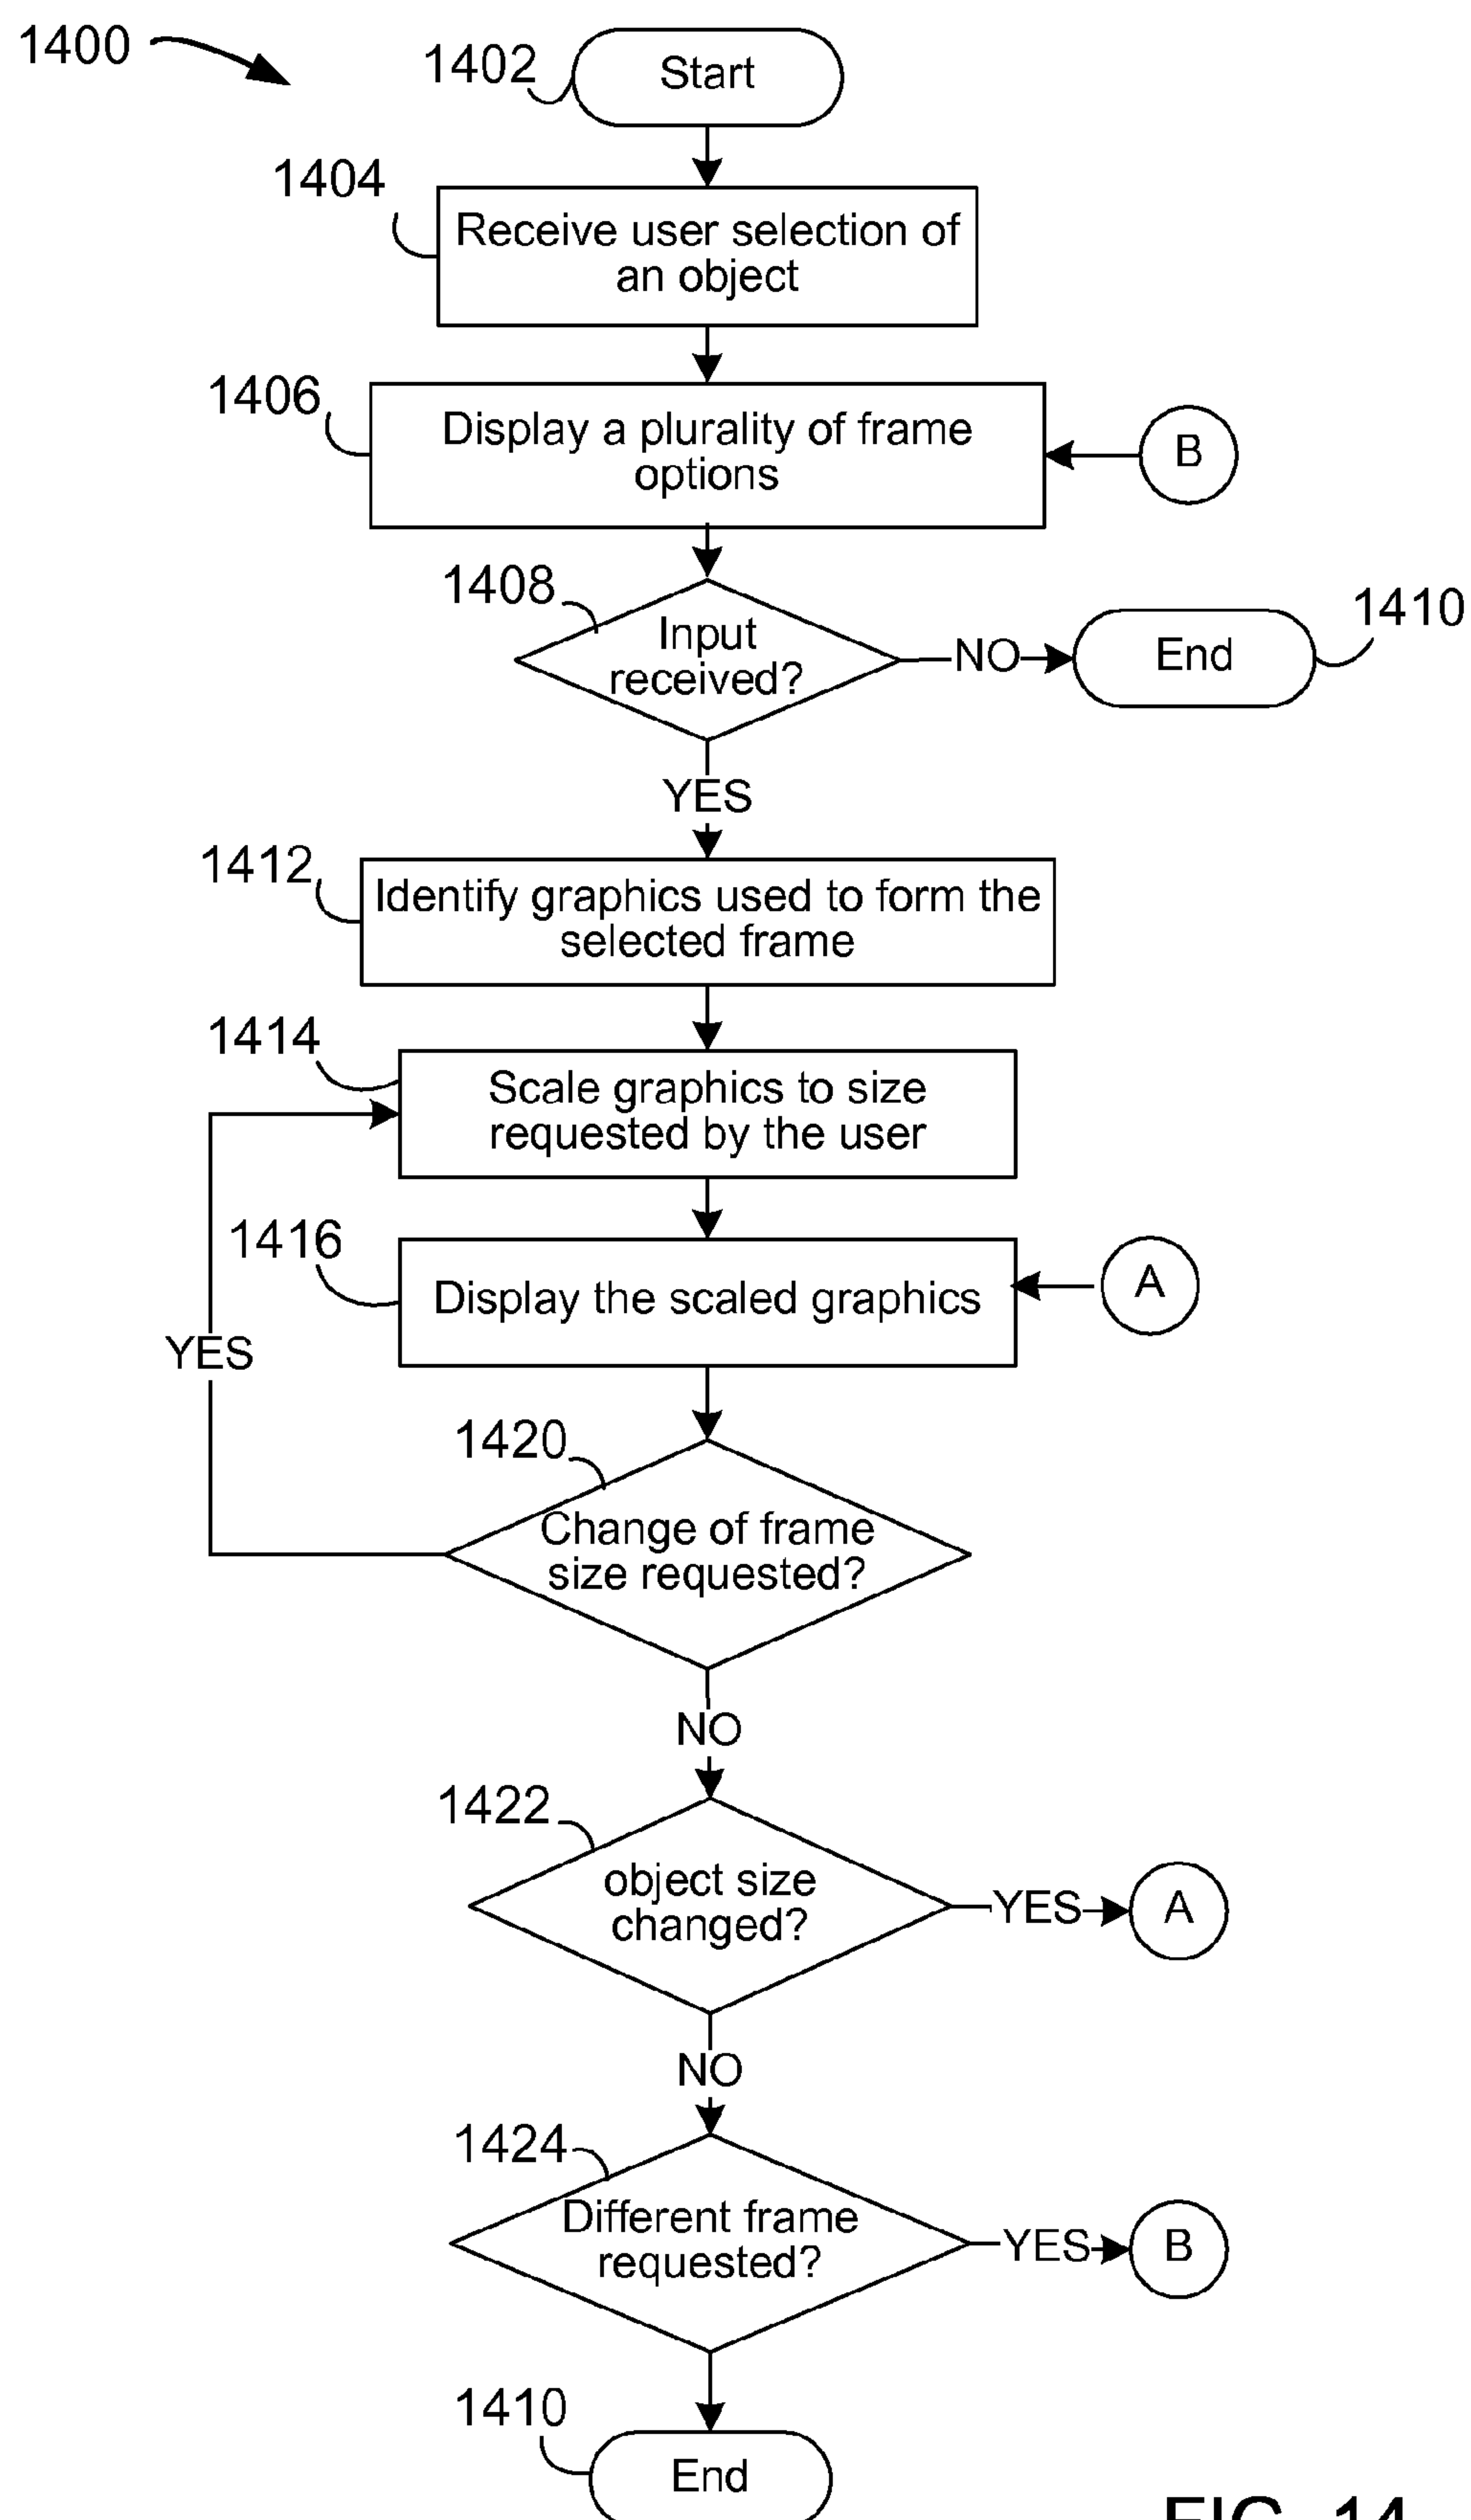 1400
1402
Start
1404
Receive user selection of
an object
1406
Display a plurality of frame
options
B
1408
Input
received?
NO
End
1410
YES
1412
Identify graphics used to form the
selected frame
1414
Scale graphics to size
requested by the user
1416
Display the scaled graphics
A
YES
1420
Change of frame
size requested?
NO
1422
object size
changed?
YES
A
NO
1424
Different frame
requested?
YES
B
1410
End
FIG. 14